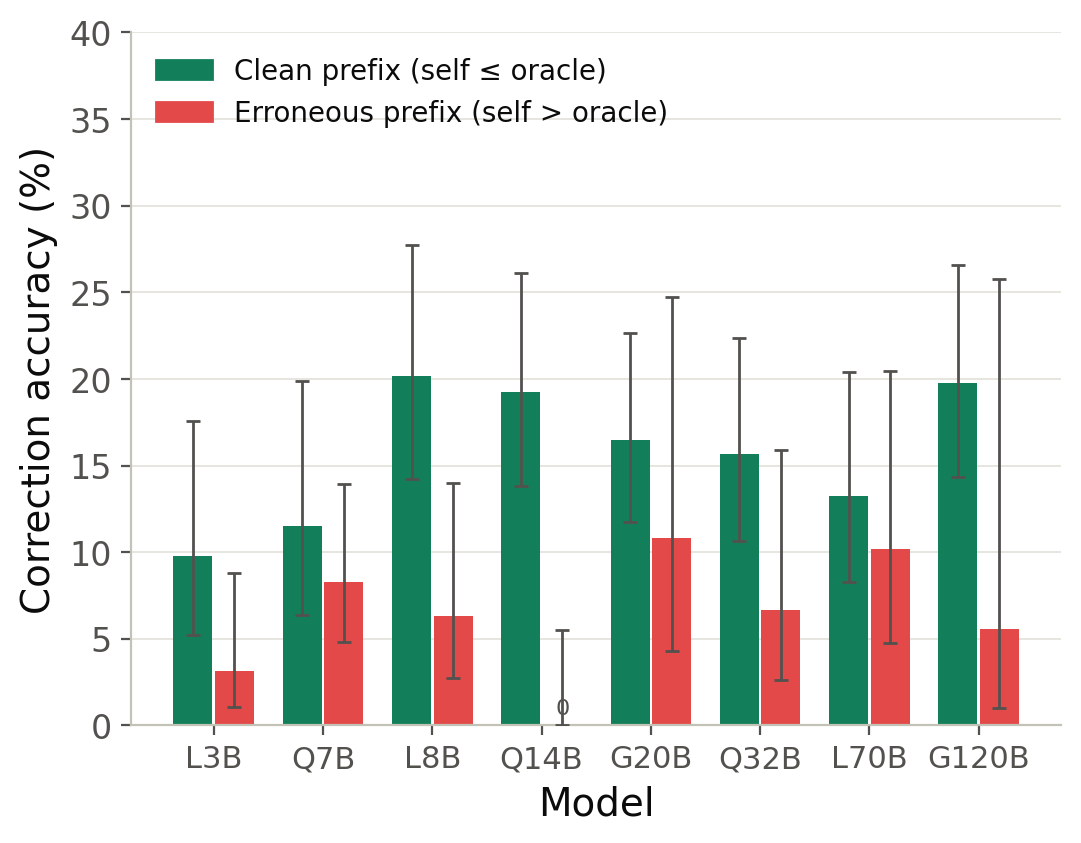 40
35
30
25
20
15
10
5
0
Correction accuracy (%)
Clean prefix (self ≤ oracle)
Erroneous prefix (self > oracle)
0
L3B Q7B L8B Q14B G20B Q32B L70B G120B
Model